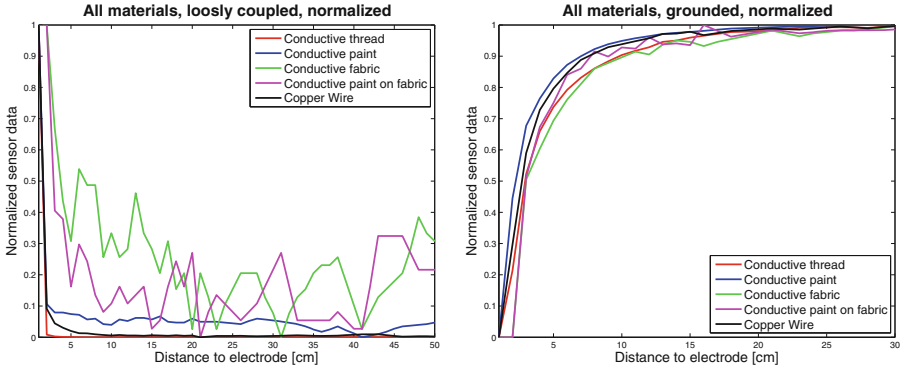 All materials, loosly coupled, normalized
Normalized sensor data
1
0.9
0.8
0.7
0.6
0.5
0.4
0.3
0.2
0.1
0
5 10 15 20 25 30 35 40 45 50
Distance to electrode [cm]
Conductive thread
Conductive paint
Conductive fabric
Conductive paint on fabric
Copper Wire
All materials, grounded, normalized
Normalized sensor data
1
0.9
0.8
0.7
0.6
0.5
0.4
0.3
0.2
0.1
0
5 10 15 20 25 30
Distance to electrode [cm]
Conductive thread
Conductive paint
Conductive fabric
Conductive paint on fabric
Copper Wire